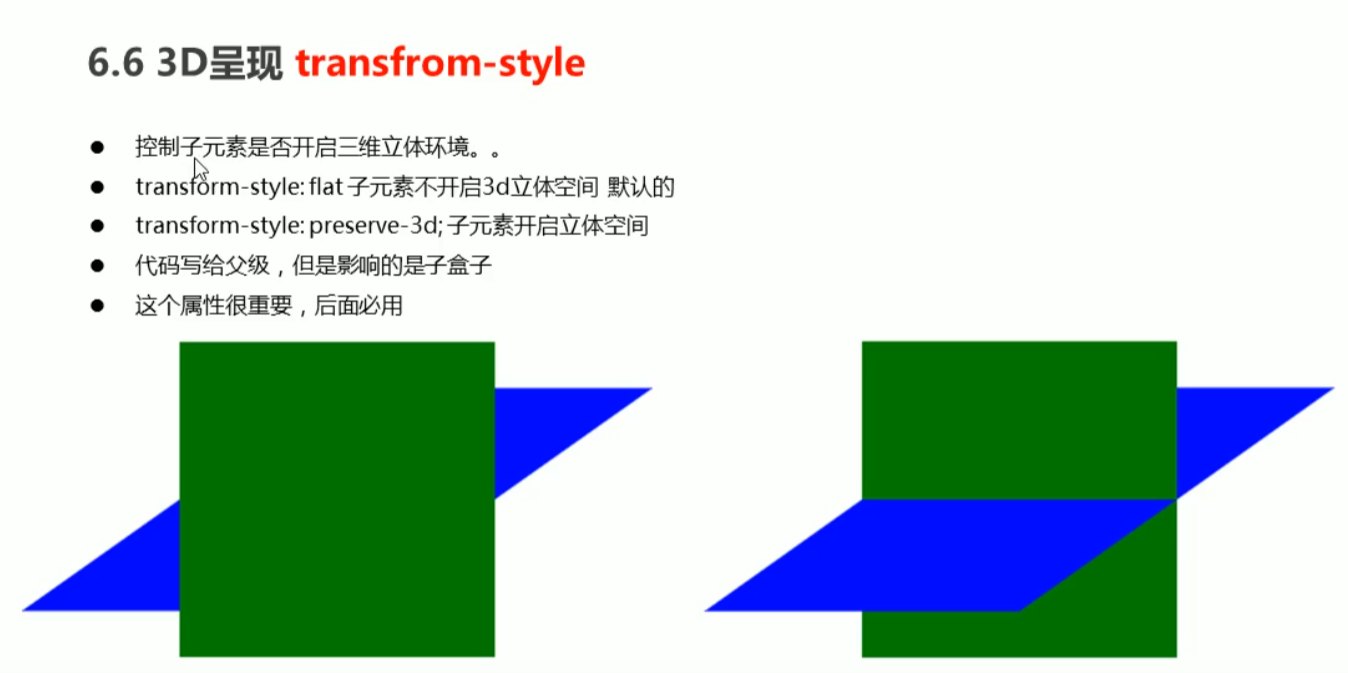 6.6 3D呈现 transfrom-style
● 控制子元素是否开启三维立体环境。。
● transform-style: flat 子元素不开启3d立体空间 默认的
● transform-style: preserve-3d; 子元素开启立体空间
● 代码写给父级，但是影响的是子盒子
● 这个属性很重要，后面必用